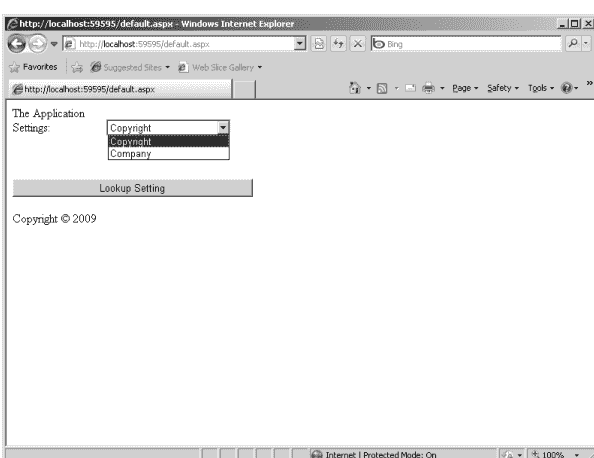 http://localhost:59595/default.aspx - Windows Internet Explorer
http://localhost:59595/default.aspx
Bing
Favorites Suggested Sites Web Slice Gallery
http://localhost:59595/default.aspx
Page Safety Tools »
The Application
Settings: Copyright
Copyright
Company
Lookup Setting
Copyright © 2009
Internet | Protected Mode: On 100%